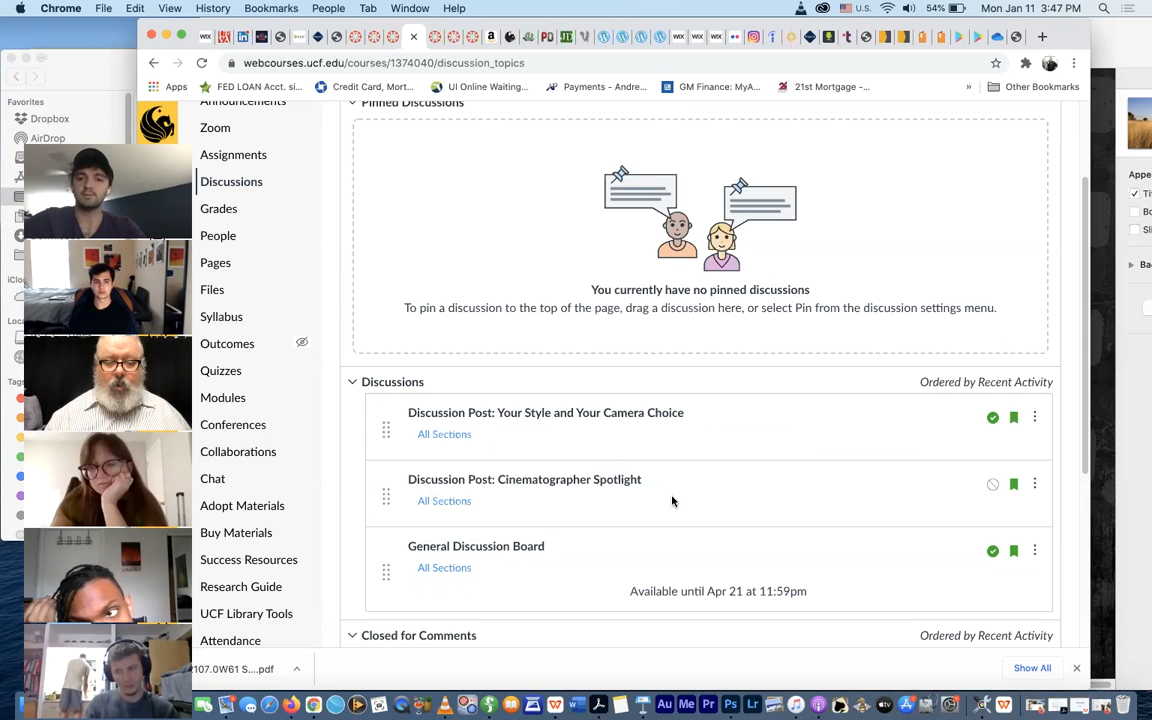 Chrome File Edit View History Bookmarks People Tab Window Help U.S. 54% Mon Jan 11 3:47 PM
webcourses.ucf.edu/courses/1374040/discussion_topics
Apps FED LOAN Acct. si... Credit Card, Mort... UI Online Waiting... Payments - Andre... GM Finance: MyA... 21st Mortgage -... » Other Bookmarks
Favorites
Dropbox
AirDrop
Announcements
Zoom
Assignments
Discussions
Grades
People
Pages
Files
Syllabus
Outcomes
Quizzes
Modules
Conferences
Collaborations
Chat
Adopt Materials
Buy Materials
Success Resources
Research Guide
UCF Library Tools
Attendance
Pinned Discussions
You currently have no pinned discussions
To pin a discussion to the top of the page, drag a discussion here, or select Pin from the discussion settings menu.
Discussions Ordered by Recent Activity
Discussion Post: Your Style and Your Camera Choice
All Sections
Discussion Post: Cinematographer Spotlight
All Sections
General Discussion Board
All Sections
Available until Apr 21 at 11:59pm
Closed for Comments Ordered by Recent Activity
2107.0W61 S....pdf
Show All
Au Me Pr Ps Lr